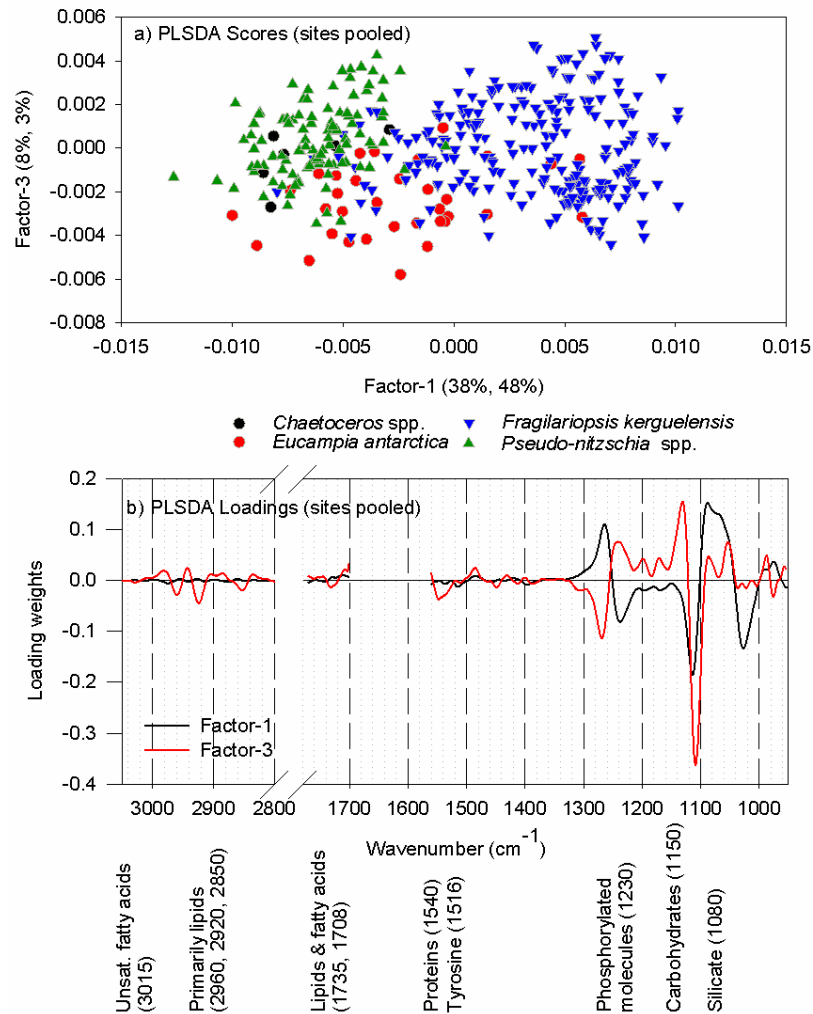 a) PLSDA Scores (sites pooled)
0.006
0.004
0.002
0.000
-0.002
-0.004
-0.006
-0.008
Factor-3 (8%, 3%)
-0.015 -0.010 -0.005 0.000 0.005 0.010 0.015
Factor-1 (38%, 48%)
Chaetoceros spp. Fragilariopsis kerguelensis
Eucampia antarctica Pseudo-nitzschia spp.
b) PLSDA Loadings (sites pooled)
0.2
0.1
0.0
-0.1
-0.2
-0.3
-0.4
Loading weights
Factor-1
Factor-3
3000 2900 2800 1700 1600 1500 1400 1300 1200 1100 1000
Wavenumber (cm-1)
Unsat. fatty acids
(3015)
Primarily lipids
(2960, 2920, 2850)
Lipids & fatty acids
(1735, 1708)
Proteins (1540)
Tyrosine (1516)
Phosphorylated
molecules (1230)
Carbohydrates (1150)
Silicate (1080)